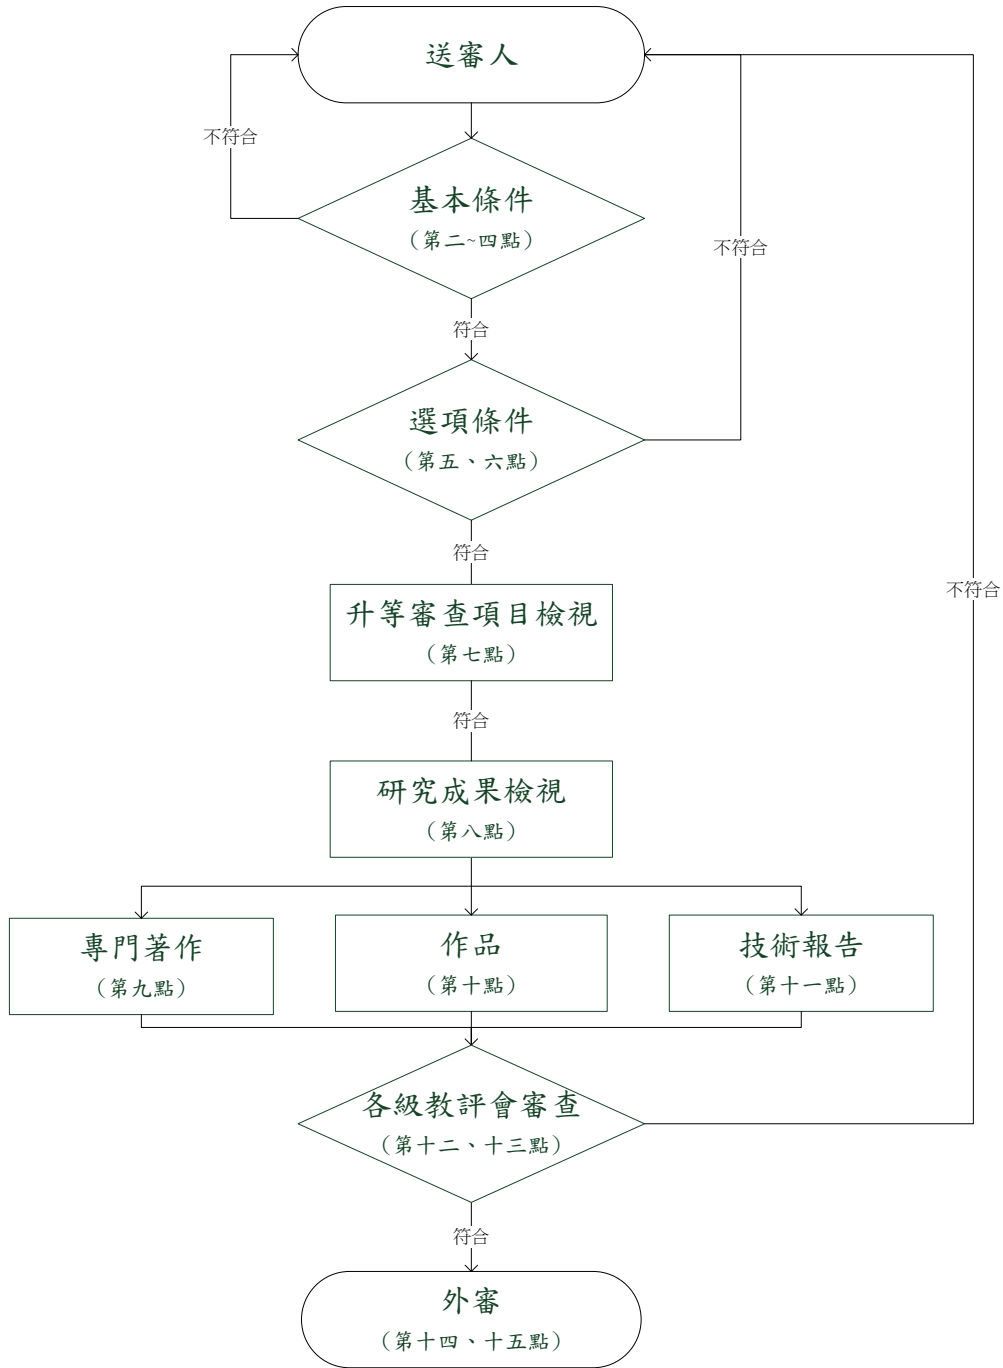 送審人
不符合
基本條件
（第二~四點）
不符合
符合
選項條件
（第五、六點）
符合
不符合
升等審查項目檢視
（第七點）
符合
研究成果檢視
（第八點）
專門著作
（第九點）
作品
（第十點）
技術報告
（第十一點）
各級教評會審查
（第十二、十三點）
符合
外審
（第十四、十五點）